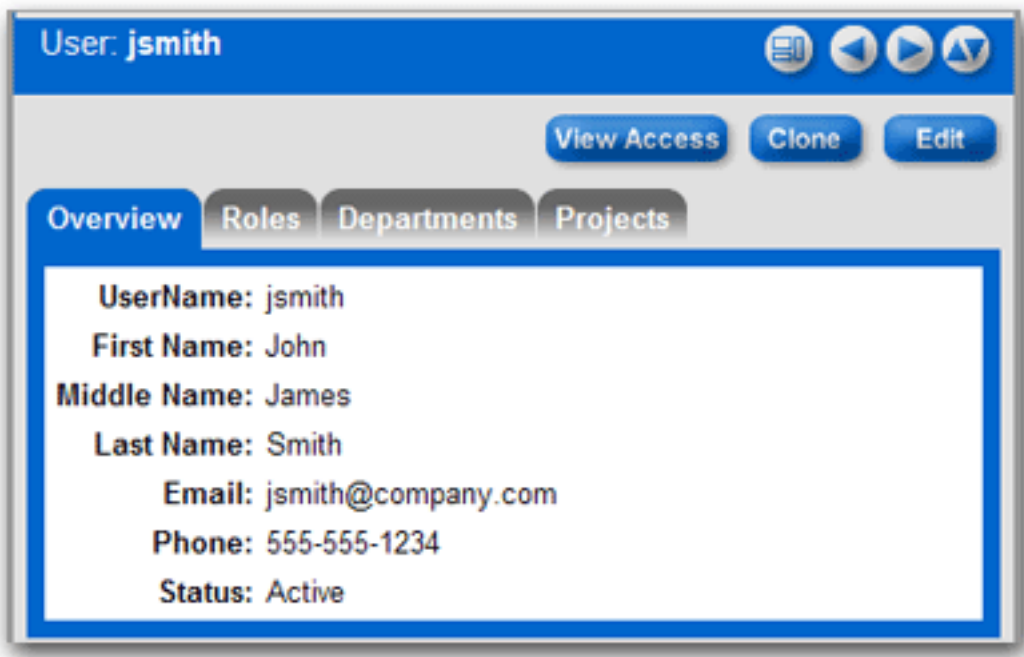 User: jsmith
View Access Clone Edit
Overview Roles Departments Projects
UserName: jsmith
First Name: John
Middle Name: James
Last Name: Smith
Email: jsmith@company.com
Phone: 555-555-1234
Status: Active